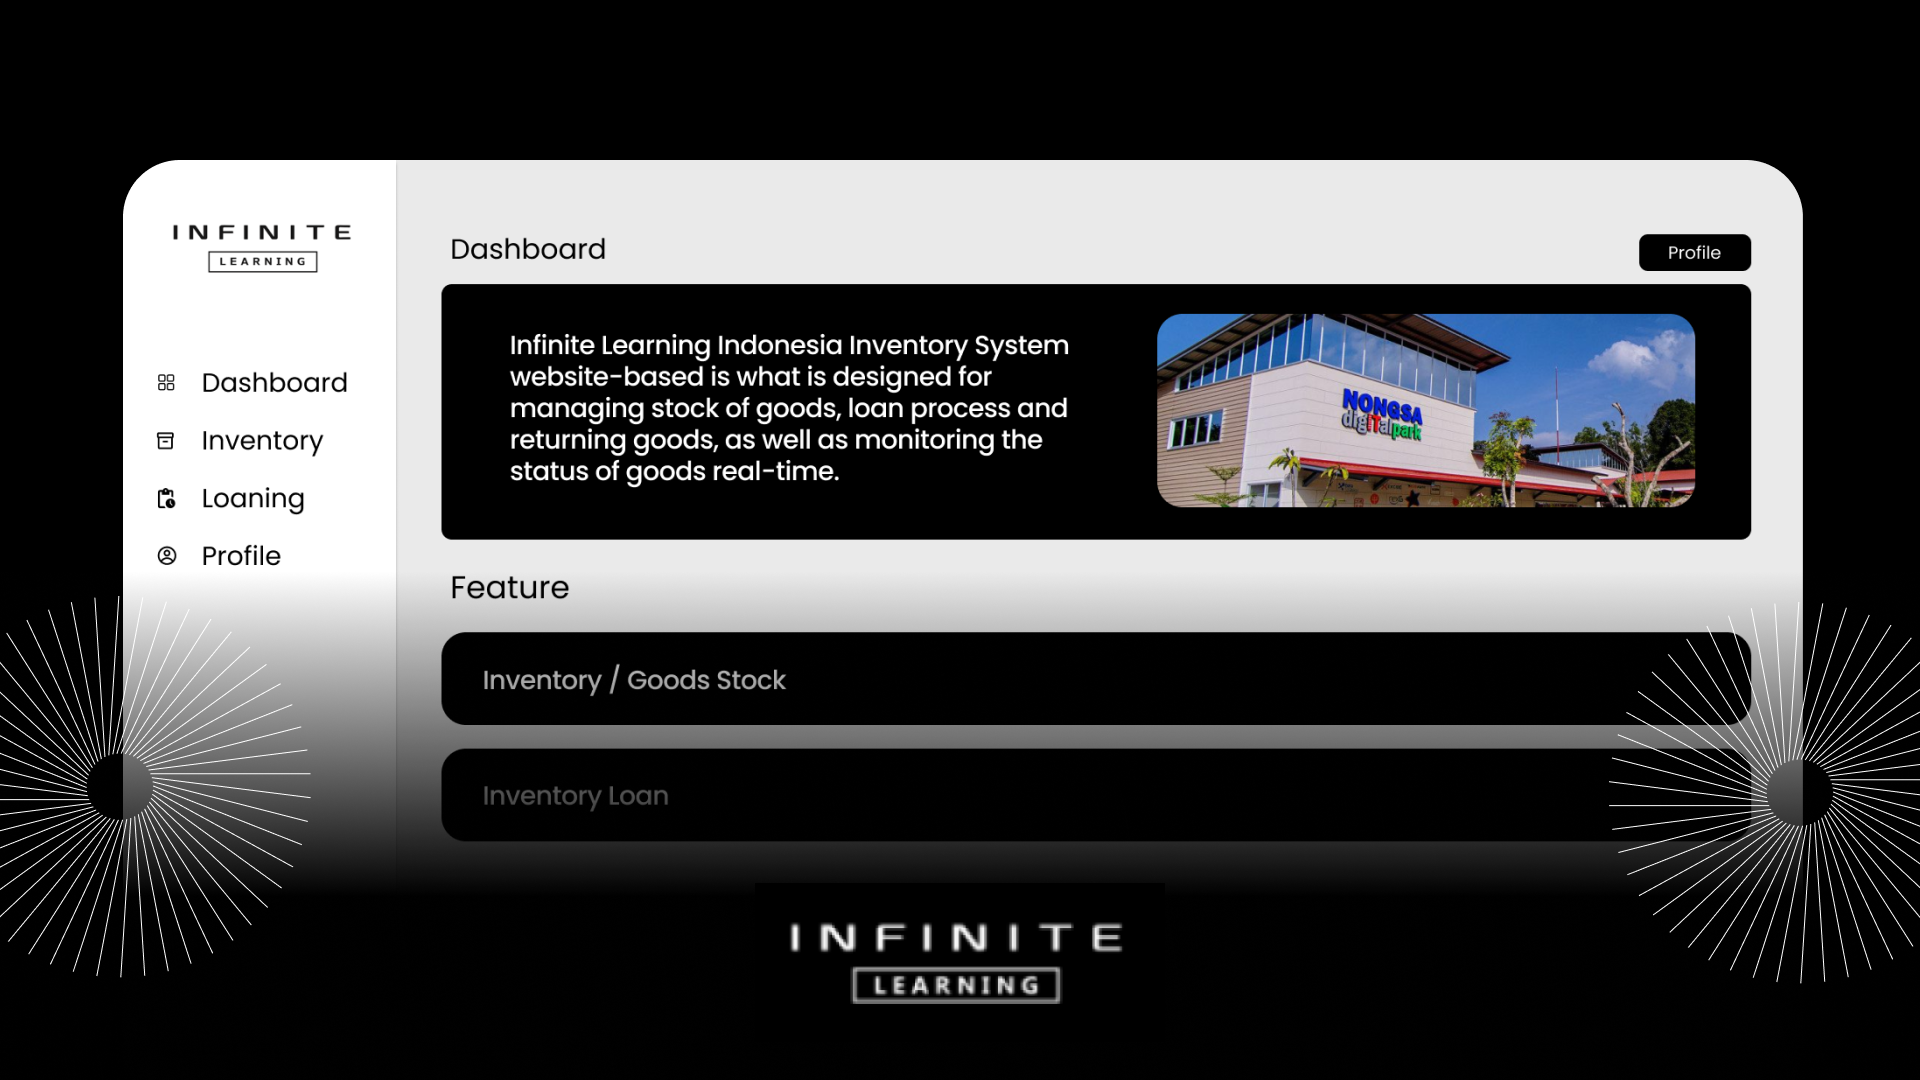 INFINITE
LEARNING
Dashboard
Inventory
Loaning
Profile
Dashboard
Profile
Infinite Learning Indonesia Inventory System
website-based is what is designed for
managing stock of goods, loan process and
returning goods, as well as monitoring the
status of goods real-time.
NONGSA
digITalpark
Feature
Inventory / Goods Stock
Inventory Loan
INFINITE
LEARNING